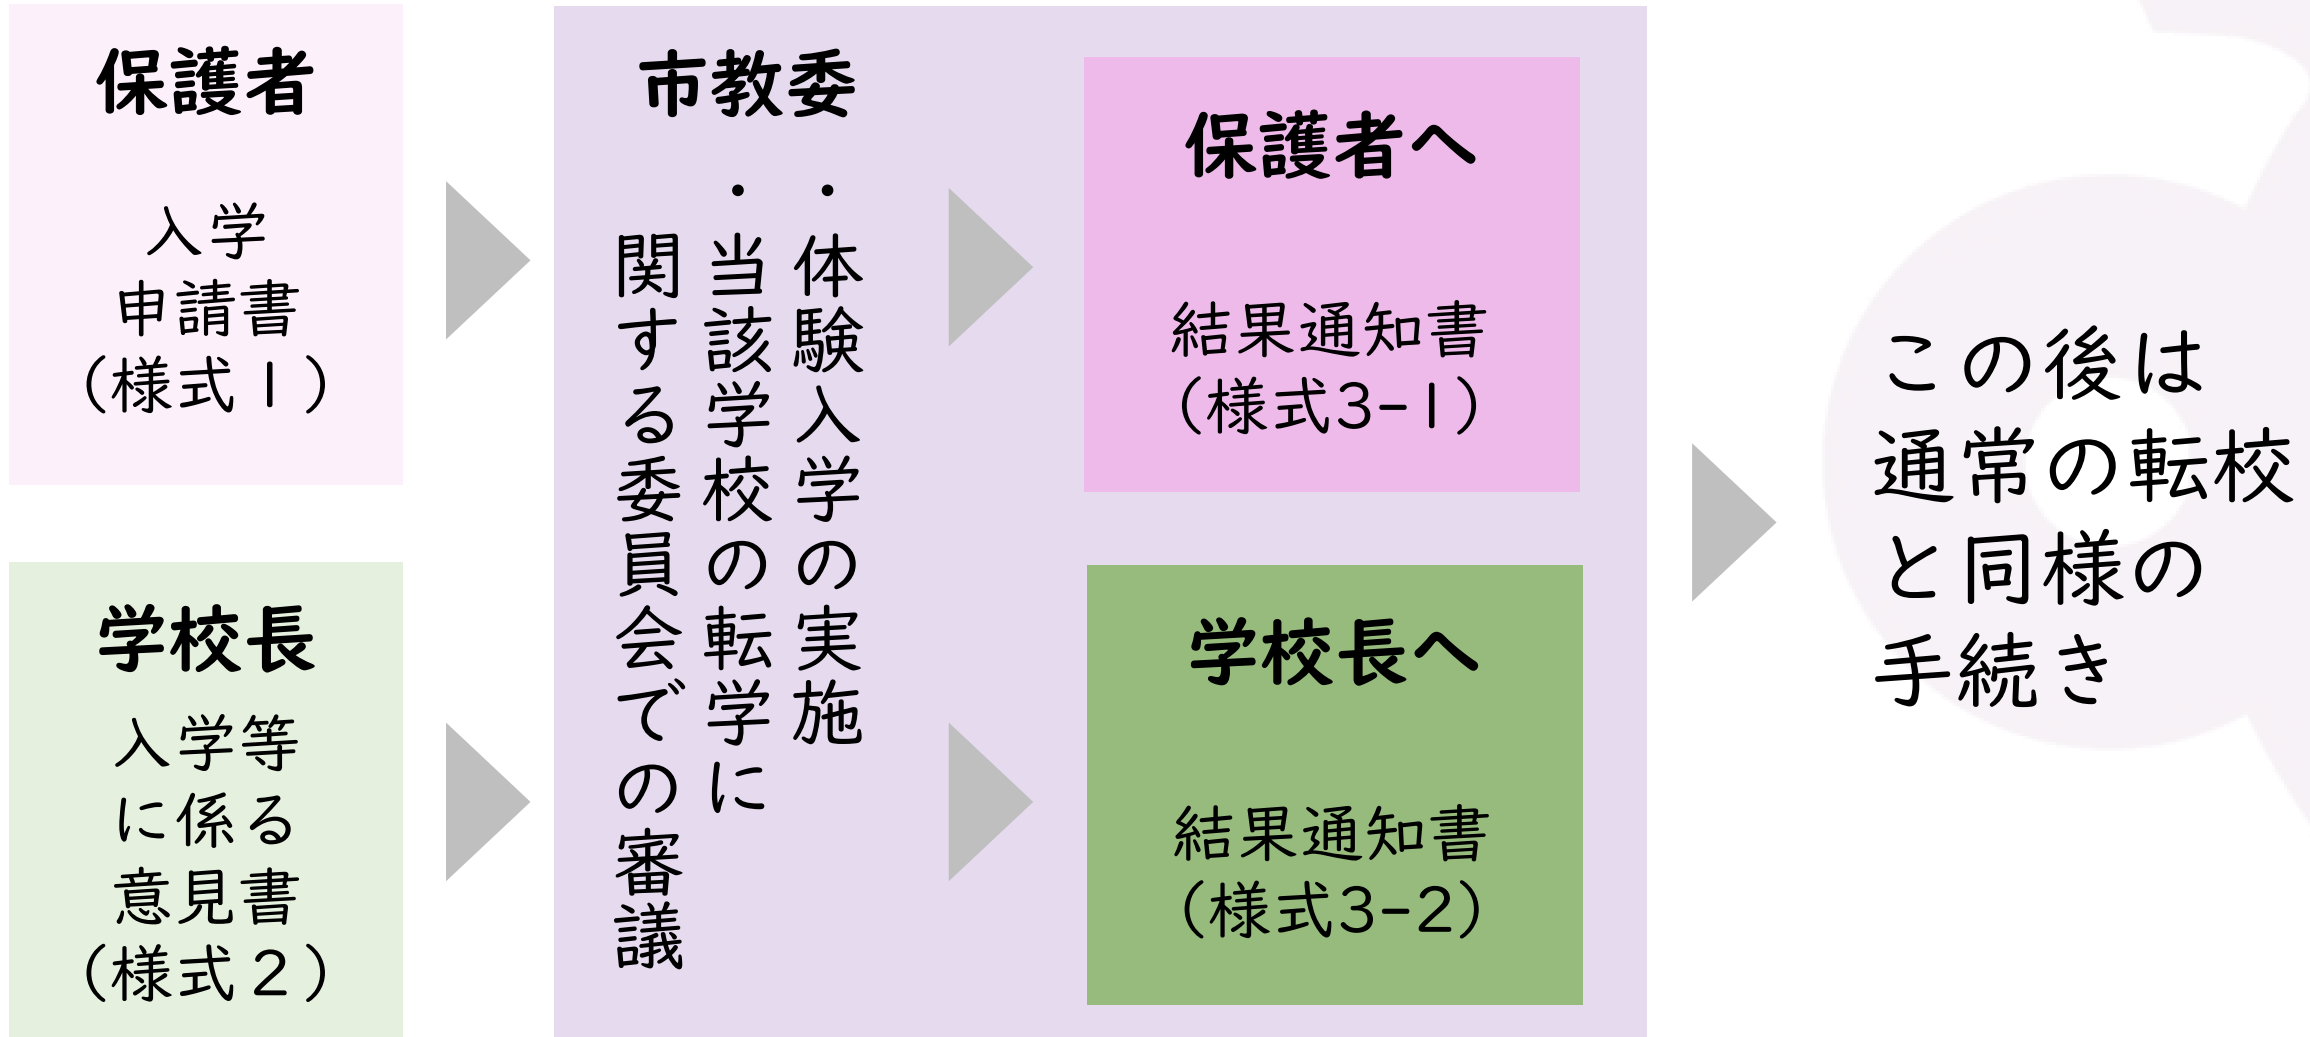 保護者
入学
申請書
（様式１）
学校長
入学等
に係る
意見書
（様式２）
市教委
・体験入学の実施
・当該学校の転学に
関する委員会での審議
保護者へ
結果通知書
（様式3-1）
学校長へ
結果通知書
（様式3-2）
この後は
通常の転校
と同様の
手続き